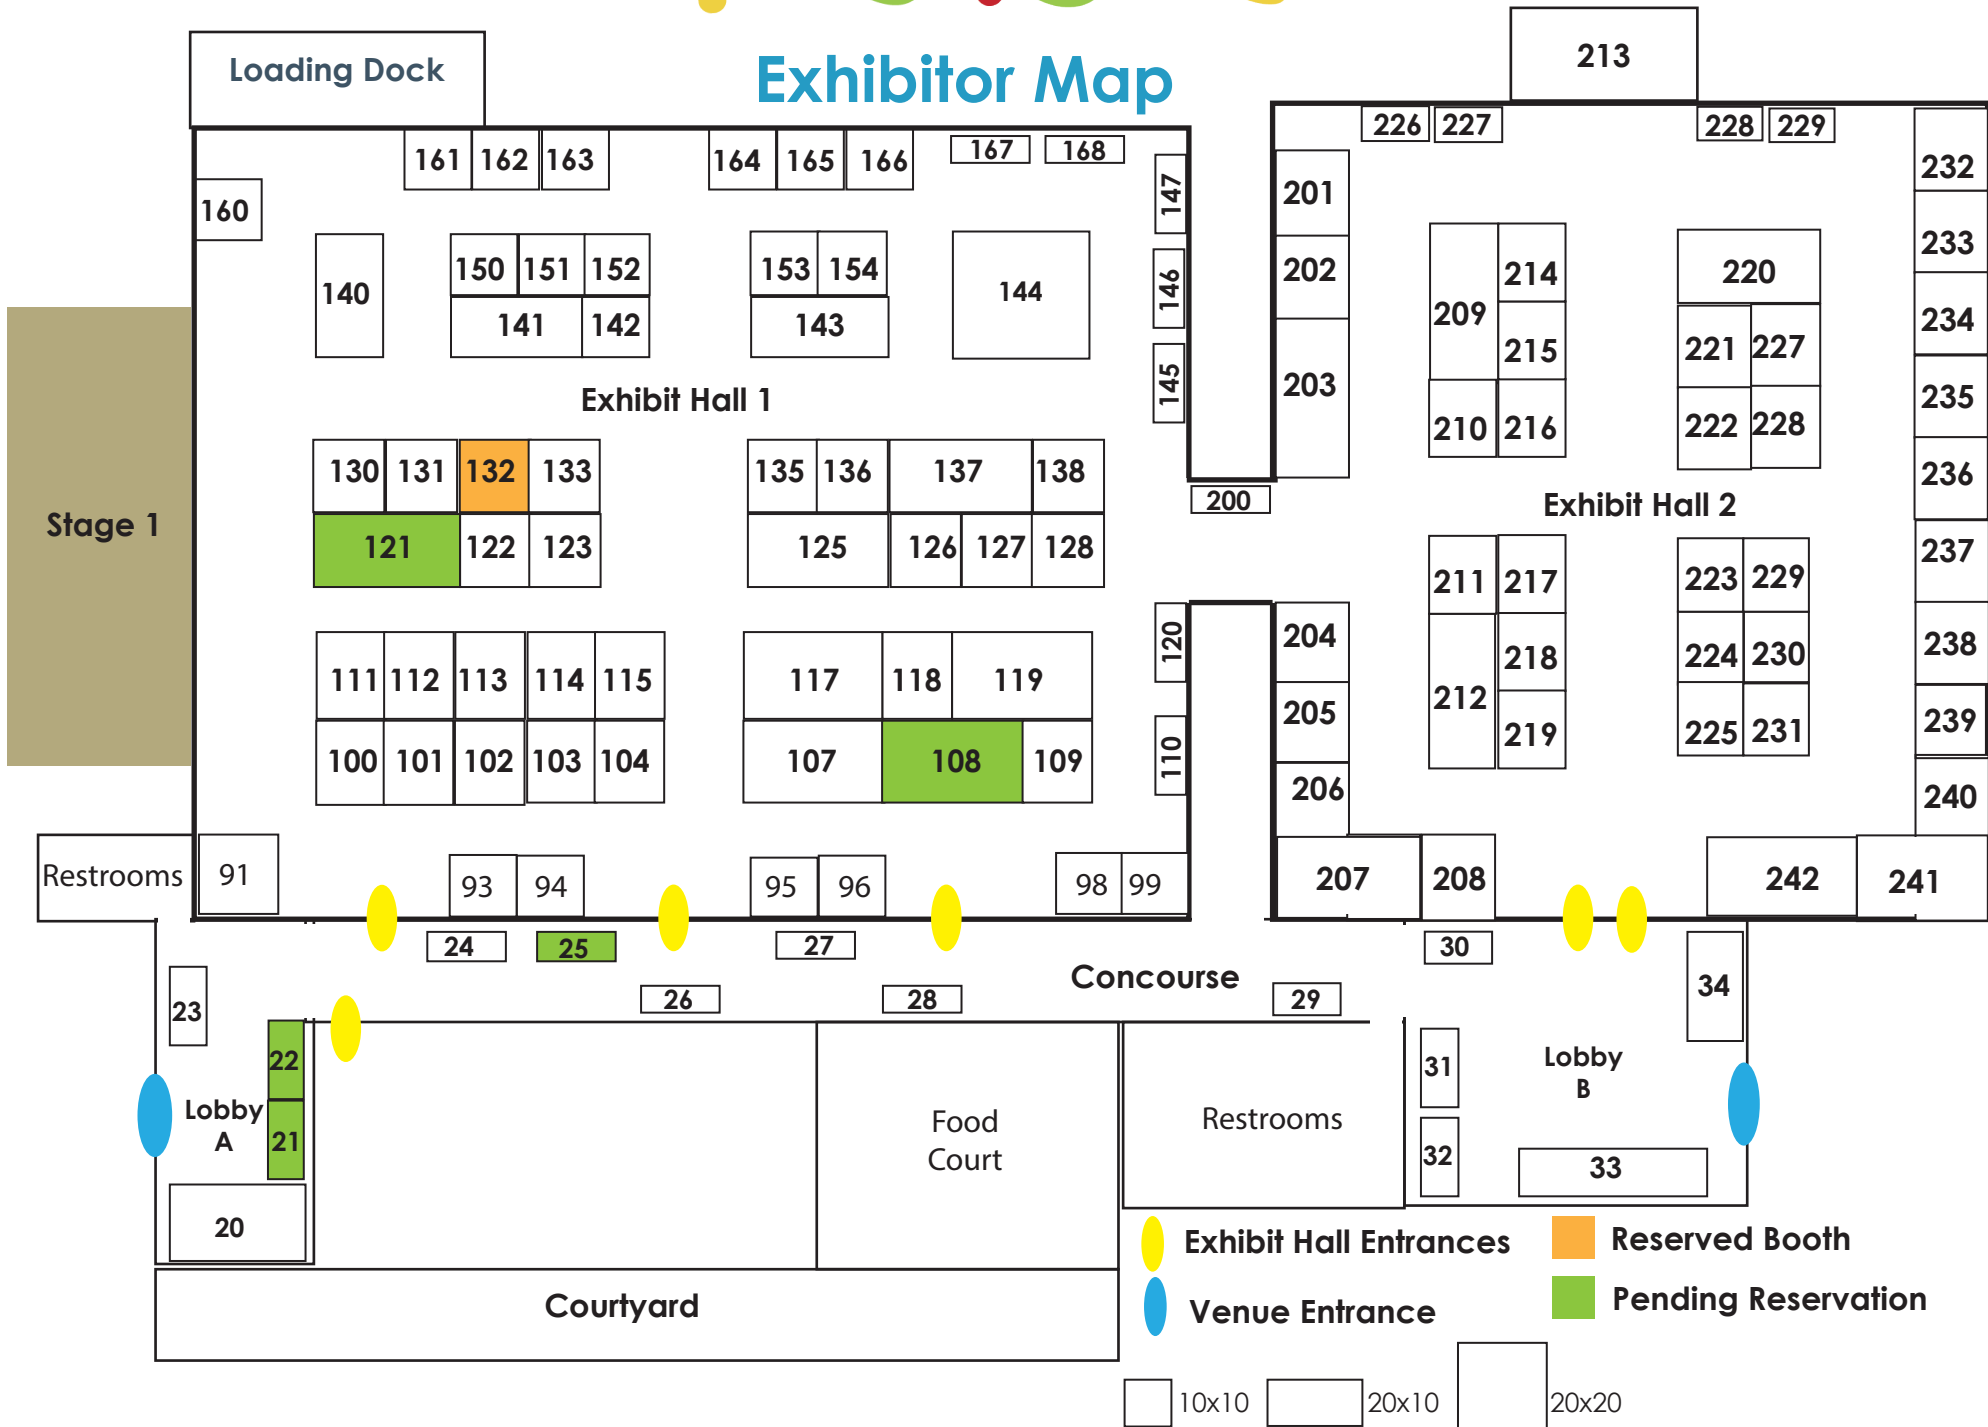 Exhibitor Map
Loading Dock
213
226 227
228 229
161 162 163
164 165 166
167 168
147
160
201
232
150 151 152
153 154
140
141 142
143
144
146
145
202
203
209
214
215
210 216
220
221 227
222 228
233
234
235
236
Exhibit Hall 1
Exhibit Hall 2
Stage 1
130 131 132 133
121 122 123
135 136 137 138
125 126 127 128
200
211 217
218
212
219
223 229
224 230
225 231
237
238
239
240
111 112 113 114 115
100 101 102 103 104
117 118 119
107 108 109
120
110
204
205
206
Restrooms
91
93 94
95 96
98 99
207 208
242 241
24 25
27
30
26
28
29
Concourse
23
22
21
Lobby
A
20
34
31
32
Lobby
B
33
Food
Court
Restrooms
Courtyard
Exhibit Hall Entrances
Reserved Booth
Venue Entrance
Pending Reservation
10x10 20x10 20x20